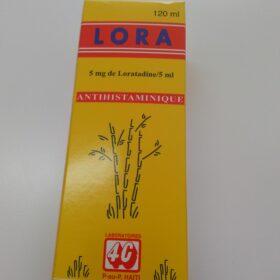 120 ml
LORA
5 mg de Loratadine/5 ml
ANTIHISTAMINIQUE
LABORATOIRES
4C
P-au-P, HAITI